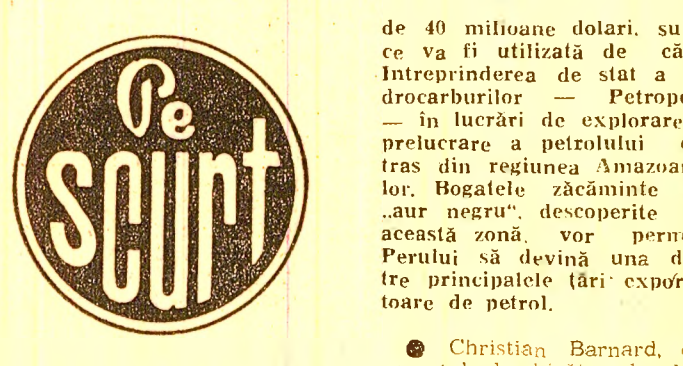 Pe
scurt
de 40 milioane dolari. su
ce va fi utilizată de că
Intreprinderea de stat a
drocarburilor — Petrope
— în lucrări de explorare
prelucrare a petrolului
tras din regiunea Amazoa
lor. Bogatele zăcăminte
„aur negru“. descoperite
această zonă. vor perm
Perului să devină una d
tre principalele țări expor
toare de petrol.
● Christian Barnard,